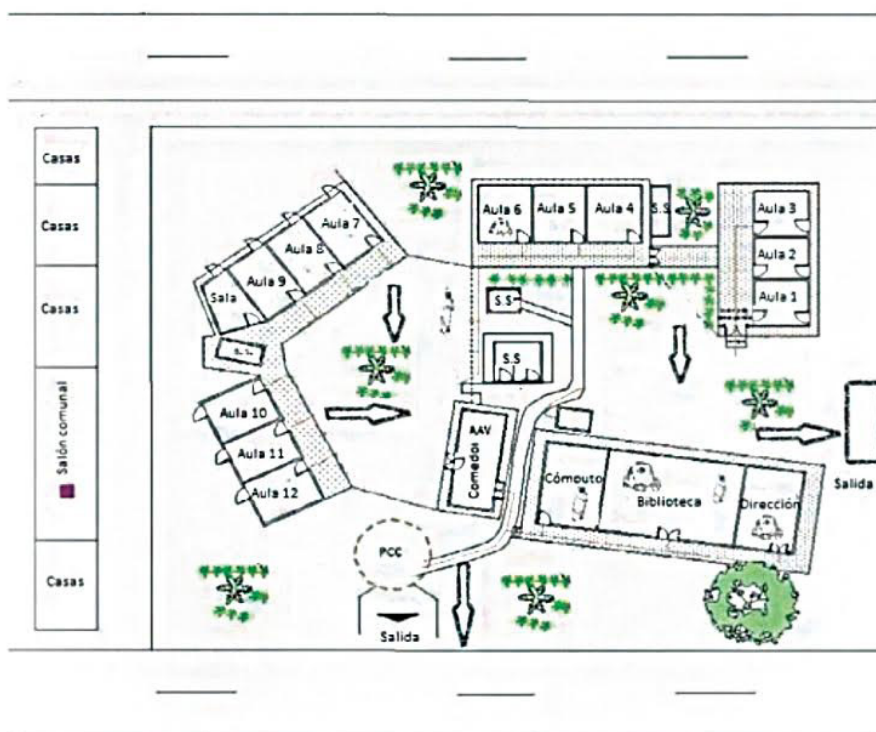 Casas
Casas
Casas
Salón comunal
Casas
Aula 7
Aula 8
Aula 9
Sala
S.S
Aula 10
Aula 11
Aula 12
Aula 6
Aula 5
Aula 4
S.S
Aula 3
Aula 2
Aula 1
S.S
S.S
AAV
Comedor
Cómputo
Biblioteca
Dirección
Salida
PCC
Salida